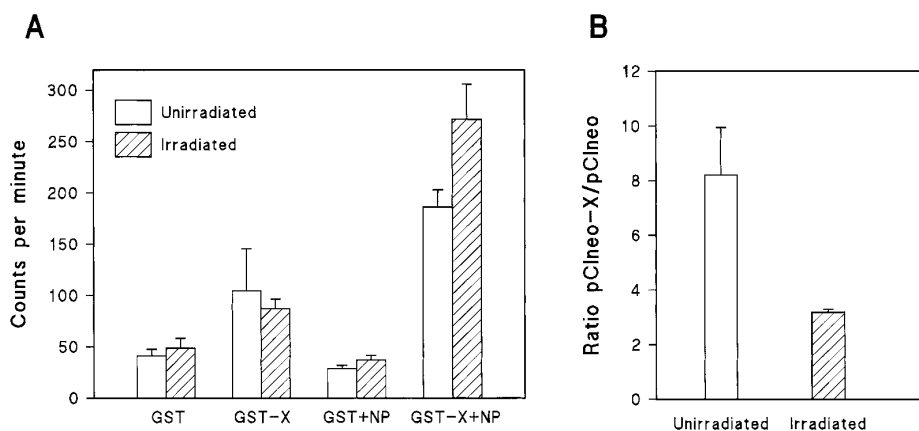 A
Counts per minute
300
250
200
150
100
50
0
Unirradiated
Irradiated
GST GST-X GST+NP GST-X+NP
B
Ratio pCIneo-X/pCIneo
12
10
8
6
4
2
0
Unirradiated Irradiated